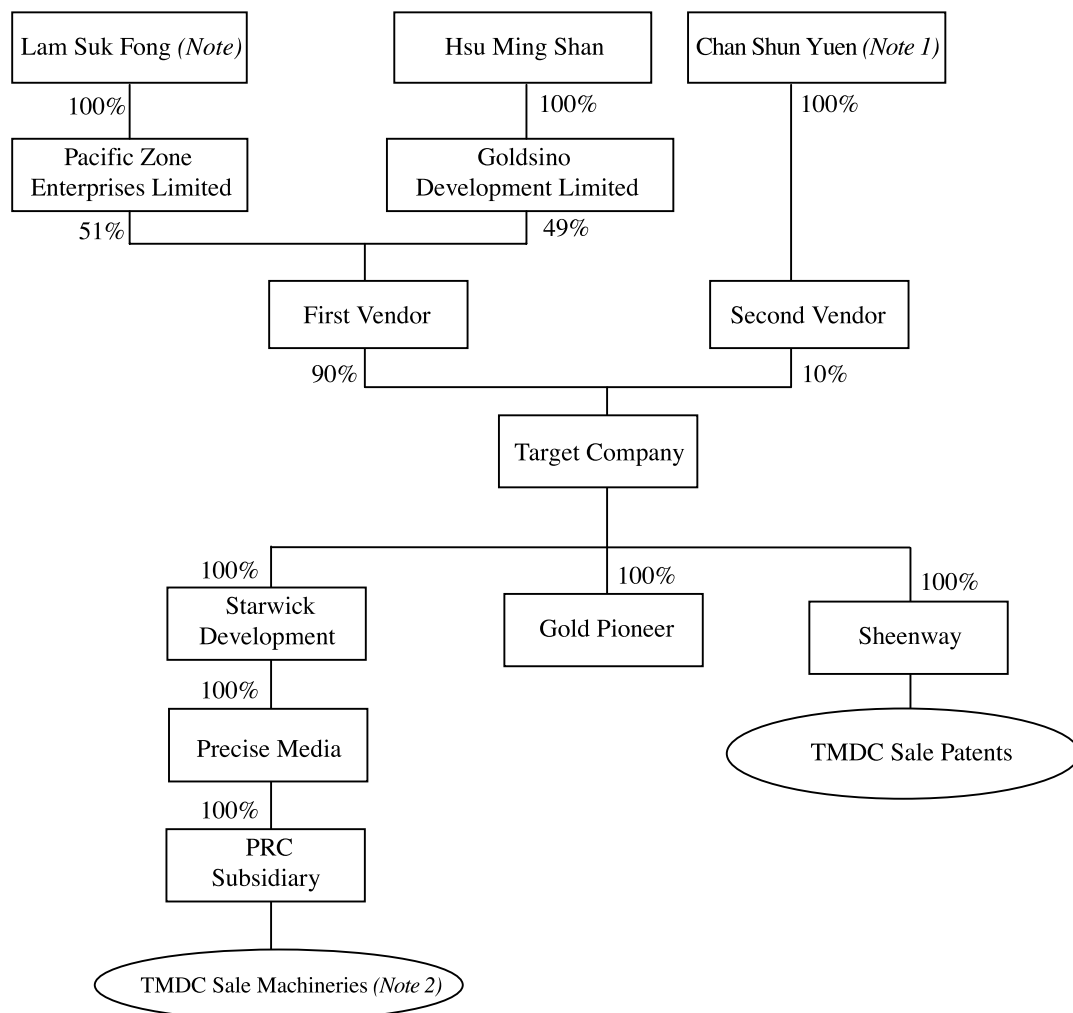 Lam Suk Fong (Note)
Hsu Ming Shan
Chan Shun Yuen (Note 1)
100%
100%
100%
Pacific Zone
Enterprises Limited
Goldsino
Development Limited
51%
49%
First Vendor
Second Vendor
90%
10%
Target Company
100%
100%
100%
Starwick
Development
Gold Pioneer
Sheenway
100%
Precise Media
TMDC Sale Patents
100%
PRC
Subsidiary
TMDC Sale Machineries (Note 2)